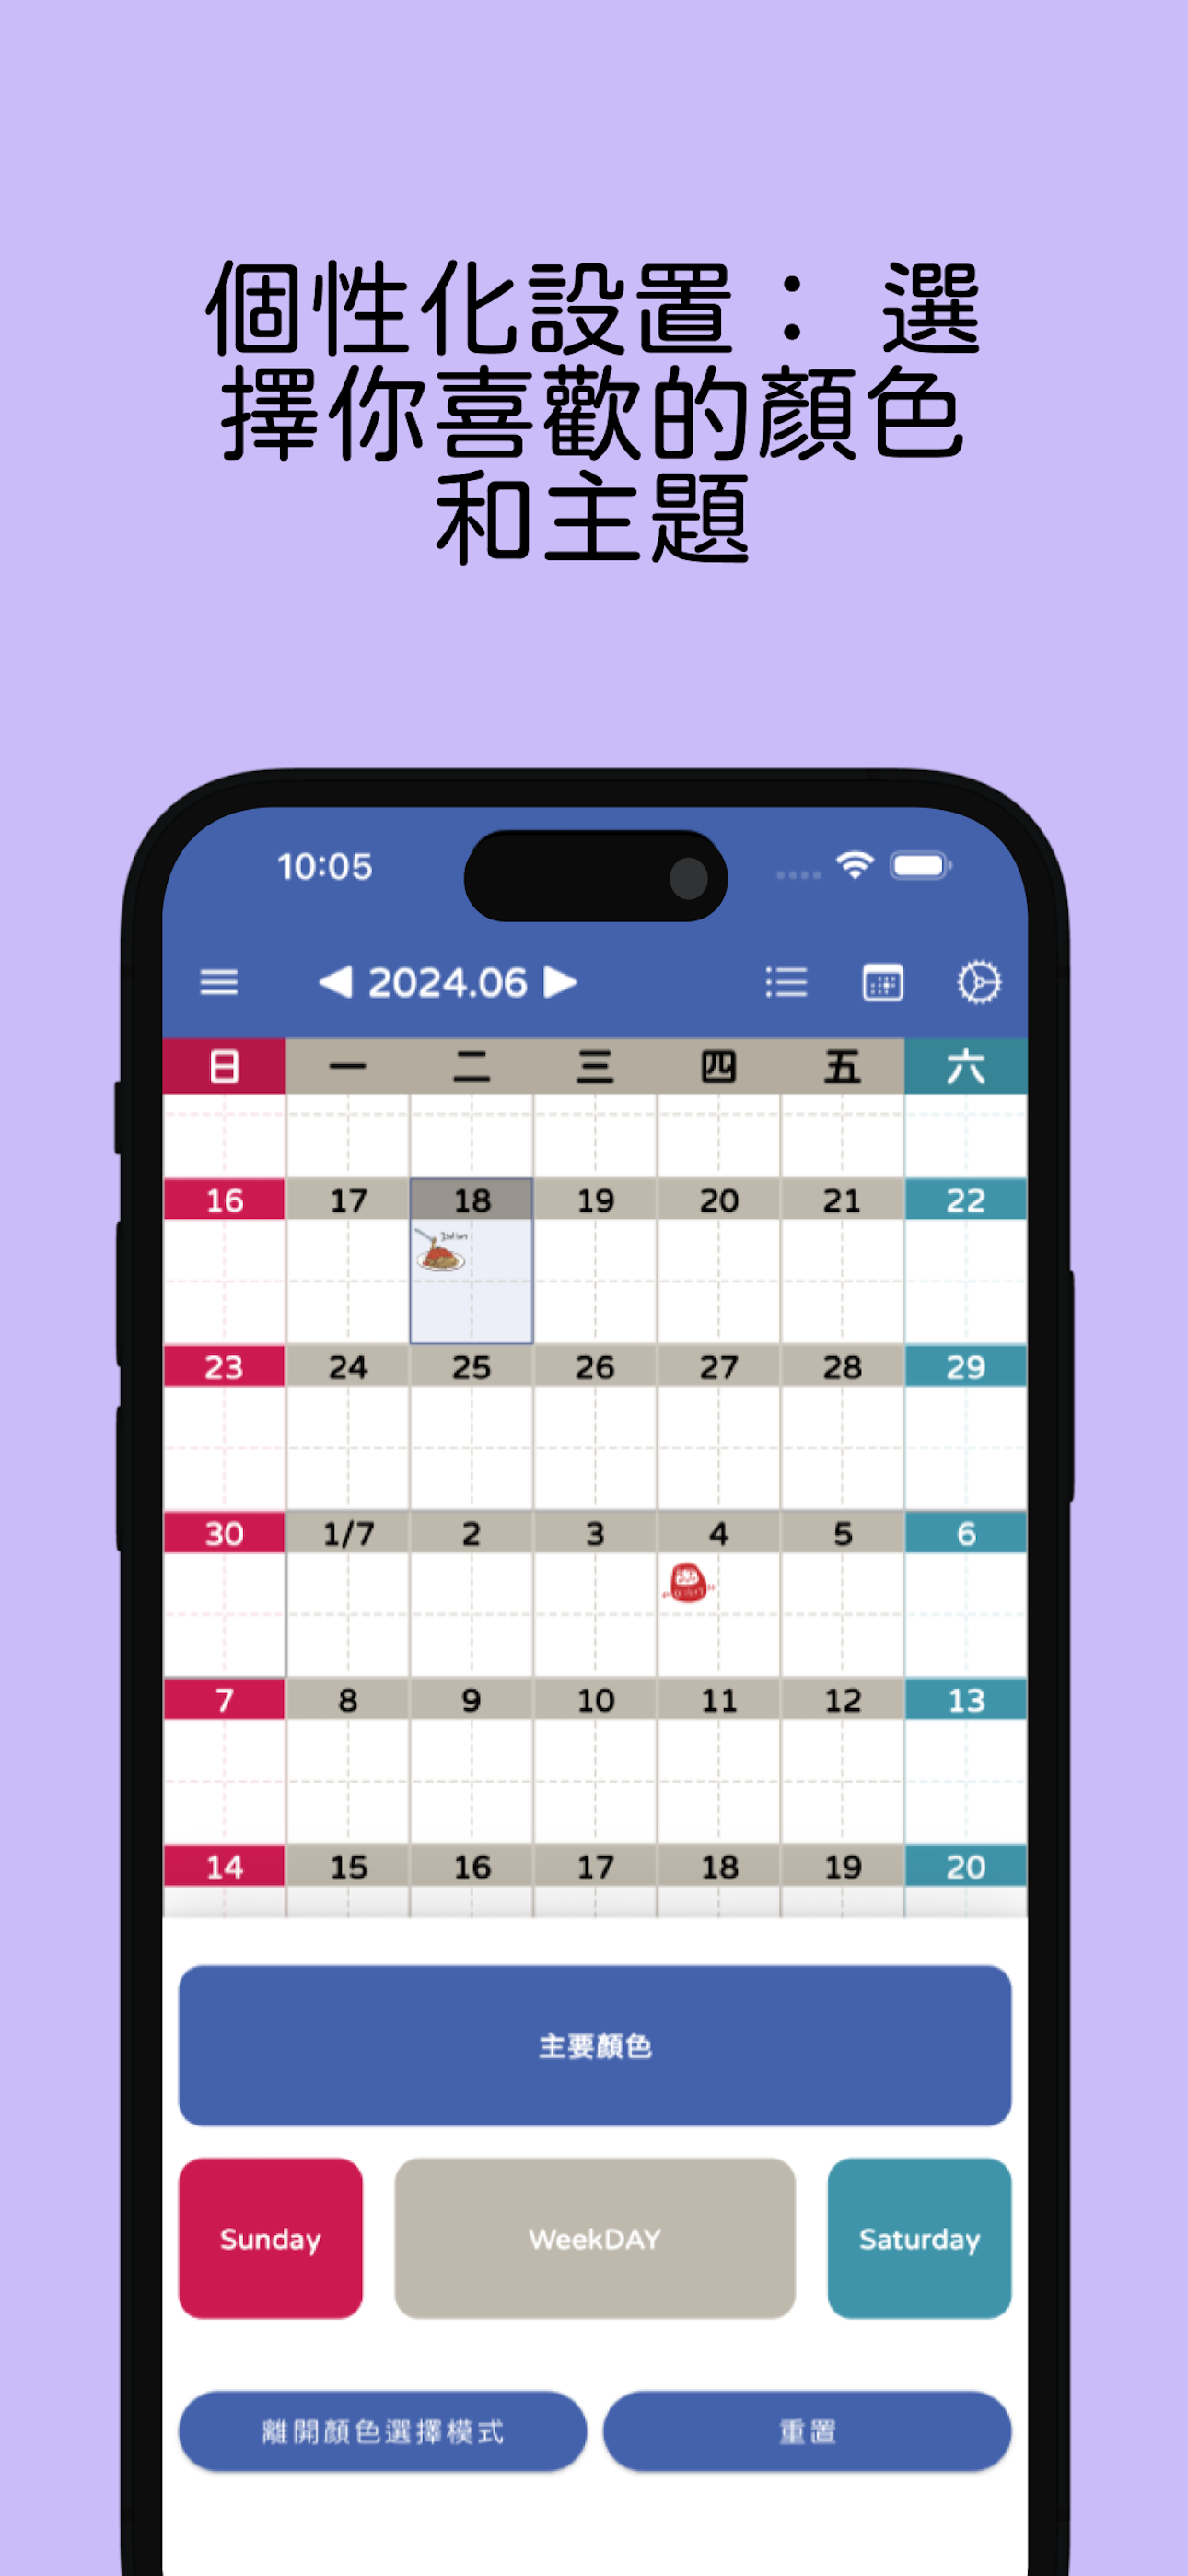 個性化設置： 選
擇你喜歡的顏色
和主題
10:05
2024.06
日 一 二 三 四 五 六
16 17 18 19 20 21 22
Italian
23 24 25 26 27 28 29
30 1/7 2 3 4 5 6
7 8 9 10 11 12 13
14 15 16 17 18 19 20
主要顏色
Sunday WeekDAY Saturday
離開顏色選擇模式 重置